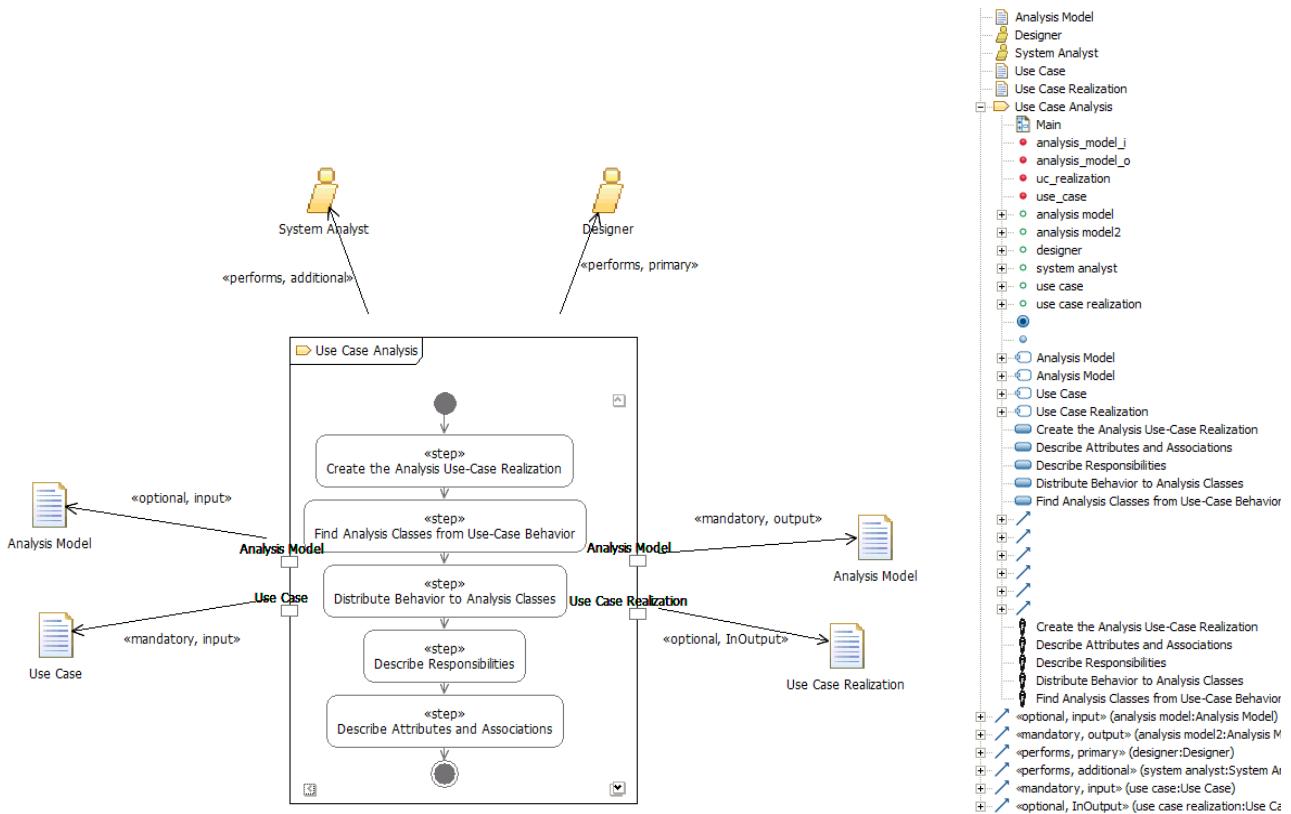 System Analyst
Designer
«performs, additional»
«performs, primary»
Use Case Analysis
«step»
Create the Analysis Use-Case Realization
«step»
Find Analysis Classes from Use-Case Behavior
«step»
Distribute Behavior to Analysis Classes
«step»
Describe Responsibilities
«step»
Describe Attributes and Associations
«optional, input»
Analysis Model
Analysis Model
Use Case
«mandatory, input»
Use Case
Analysis Model
«mandatory, output»
Analysis Model
Use Case Realization
«optional, InOutput»
Use Case Realization
Analysis Model
Designer
System Analyst
Use Case
Use Case Realization
Use Case Analysis
Main
analysis_model_i
analysis_model_o
uc_realization
use_case
analysis model
analysis model2
designer
system analyst
use case
use case realization
Analysis Model
Analysis Model
Use Case
Use Case Realization
Create the Analysis Use-Case Realization
Describe Attributes and Associations
Describe Responsibilities
Distribute Behavior to Analysis Classes
Find Analysis Classes from Use-Case Behavior
Create the Analysis Use-Case Realization
Describe Attributes and Associations
Describe Responsibilities
Distribute Behavior to Analysis Classes
Find Analysis Classes from Use-Case Behavior
«optional, input» (analysis model:Analysis Model)
«mandatory, output» (analysis model2:Analysis M
«performs, primary» (designer:Designer)
«performs, additional» (system analyst:System An
«mandatory, input» (use case:Use Case)
«optional, InOutput» (use case realization:Use Ca